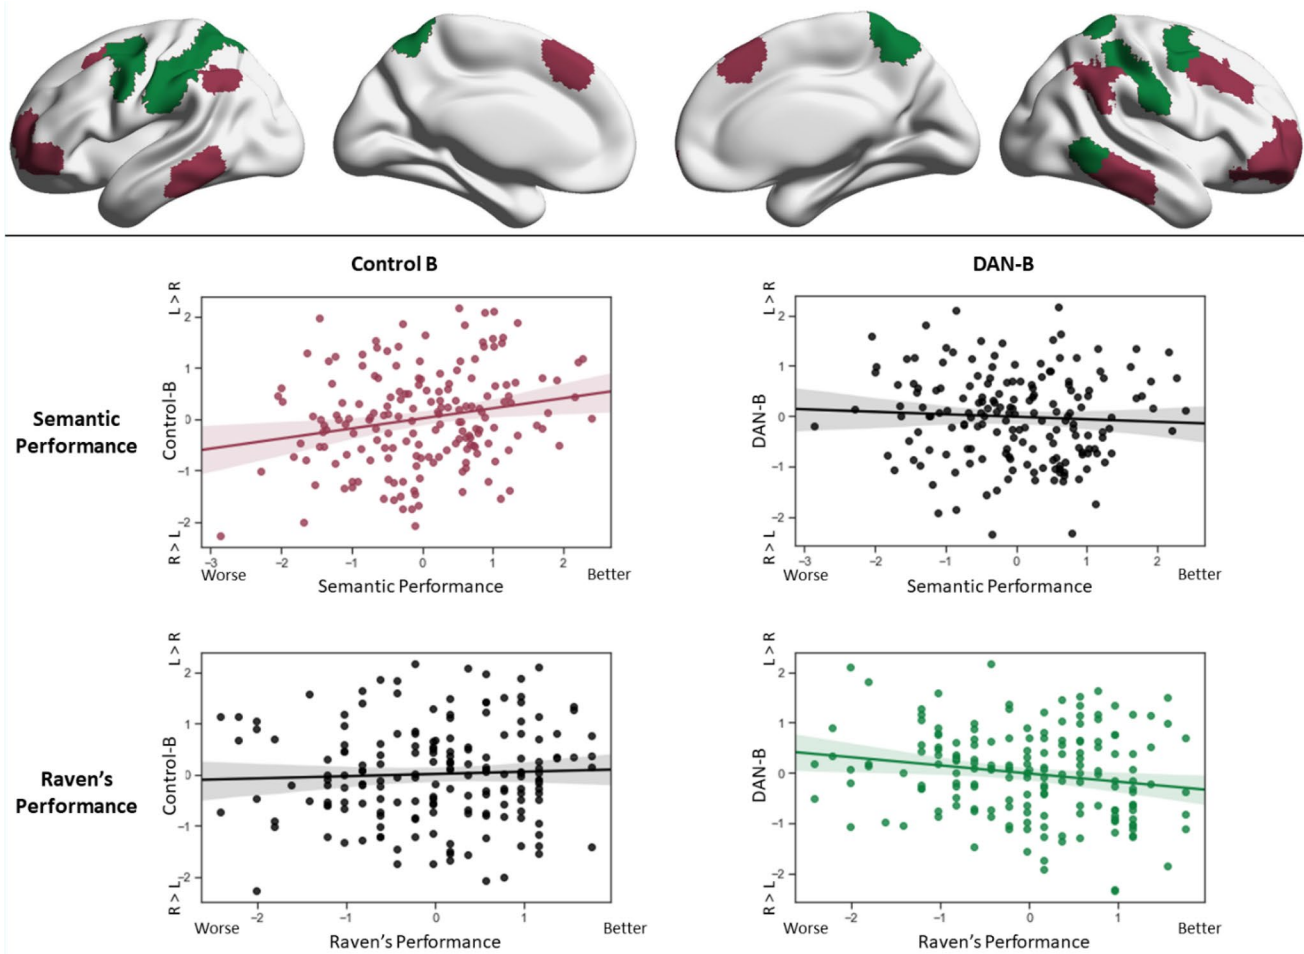 Control B
DAN-B
Semantic
Performance
L > R
Control-B
R > L
2
1
0
−1
−2
−3
−2
−1
0
1
2
Worse
Better
Semantic Performance
L > R
DAN-B
R > L
2
1
0
−1
−2
−3
−2
−1
0
1
2
Worse
Better
Semantic Performance
Raven's
Performance
L > R
Control-B
R > L
2
1
0
−1
−2
−2
−1
0
1
Worse
Better
Raven's Performance
L > R
DAN-B
R > L
2
1
0
−1
−2
−2
−1
0
1
Worse
Better
Raven's Performance